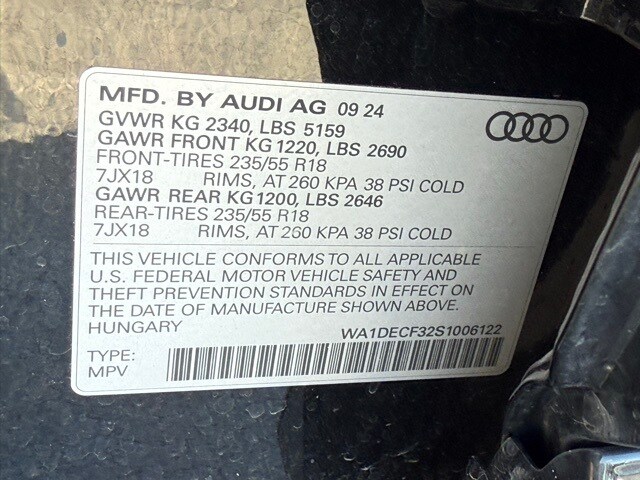 MFD. BY AUDI AG 09 24
GVWR KG 2340, LBS 5159
GAWR FRONT KG 1220, LBS 2690
FRONT-TIRES 235/55 R18
7JX18 RIMS, AT 260 KPA 38 PSI COLD
GAWR REAR KG 1200, LBS 2646
REAR-TIRES 235/55 R18
7JX18 RIMS, AT 260 KPA 38 PSI COLD
THIS VEHICLE CONFORMS TO ALL APPLICABLE
U.S. FEDERAL MOTOR VEHICLE SAFETY AND
THEFT PREVENTION STANDARDS IN EFFECT ON
THE DATE OF MANUFACTURE SHOWN ABOVE.
HUNGARY WA1DECF32S1006122
TYPE:
MPV